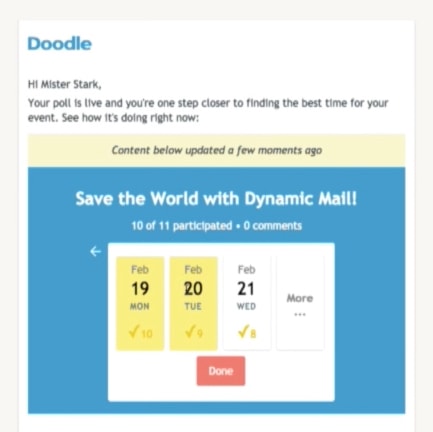 Doodle
Hi Mister Stark,
Your poll is live and you're one step closer to finding the best time for your
event. See how it's doing right now:
Content below updated a few moments ago
Save the World with Dynamic Mail!
10 of 11 participated • 0 comments
Feb Feb Feb
19 20 21 More
MON TUE WED ...
✓10 ✓9 ✓8
Done